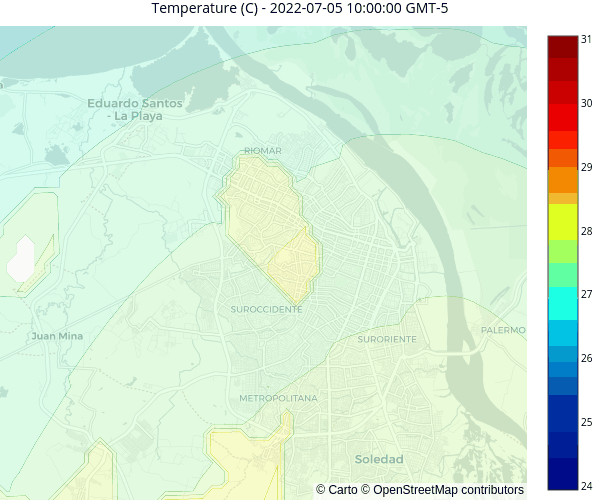 Temperature (C) - 2022-07-05 10:00:00 GMT-5
31
30
29
28
27
26
25
24
Eduardo Santos
- La Playa
RIOMAR
SUROCCIDENTE
Juan Mina
SURORIENTE
PALERMO
METROPOLITANA
Soledad
© Carto © OpenStreetMap contributors